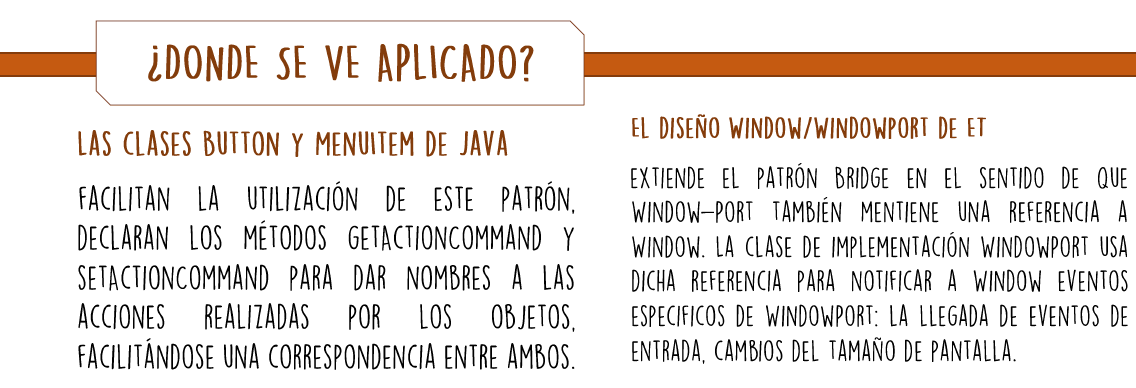 ¿DONDE SE VE APLICADO?
LAS CLASES BUTTON Y MENUITEM DE JAVA
FACILITAN LA UTILIZACIÓN DE ESTE PATRÓN,
DECLARAN LOS MÉTODOS GETACTIONCOMMAND Y
SETACTIONCOMMAND PARA DAR NOMBRES A LAS
ACCIONES REALIZADAS POR LOS OBJETOS,
FACILITÁNDOSE UNA CORRESPONDENCIA ENTRE AMBOS.
EL DISEÑO WINDOW/WINDOWPORT DE ET
EXTIENDE EL PATRÓN BRIDGE EN EL SENTIDO DE QUE
WINDOW–PORT TAMBIÉN MENTIENE UNA REFERENCIA A
WINDOW. LA CLASE DE IMPLEMENTACIÓN WINDOWPORT USA
DICHA REFERENCIA PARA NOTIFICAR A WINDOW EVENTOS
ESPECIFICOS DE WINDOWPORT: LA LLEGADA DE EVENTOS DE
ENTRADA, CAMBIOS DEL TAMAÑO DE PANTALLA.